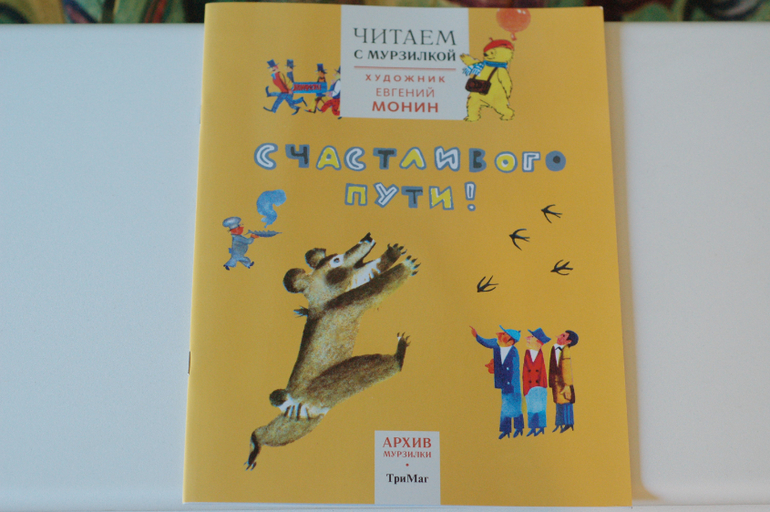 ЧИТАЕМ
С МУРЗИЛКОЙ
ХУДОЖНИК
ЕВГЕНИЙ
МОНИН
СЧАСТЛИВОГО
ПУТИ!
АРХИВ
МУРЗИЛКИ
ТриМаг